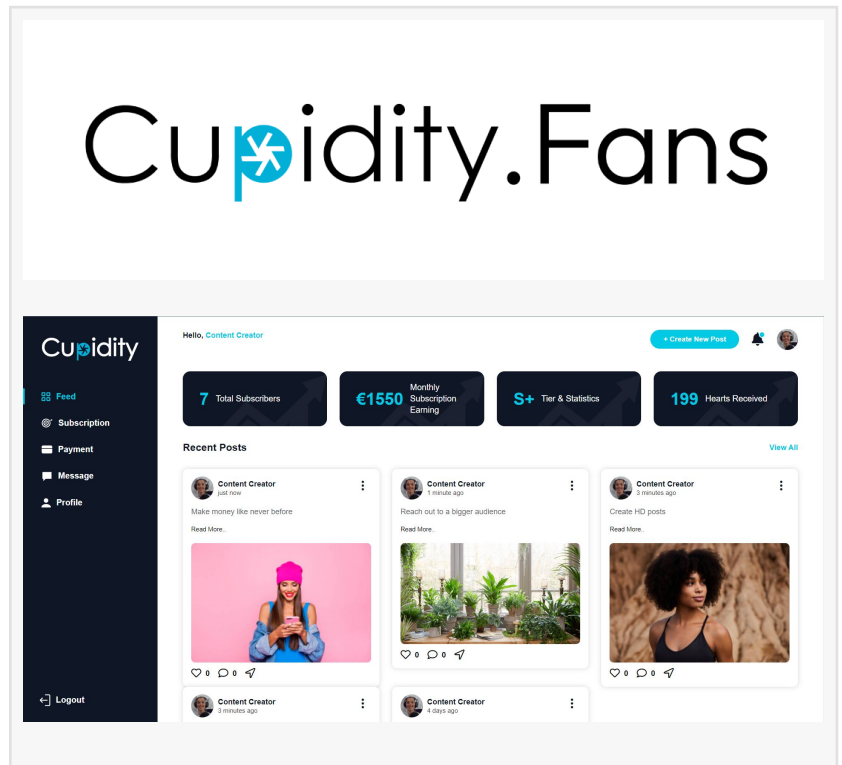 Cupidity.Fans
Cupidity
Hello, Content Creator
+ Create New Post
Feed
Subscription
Payment
Message
Profile
Logout
7 Total Subscribers
€1550 Monthly
Subscription
Earning
S+ Tier & Statistics
199 Hearts Received
Recent Posts
View All
Content Creator
just now
Make money like never before
Read More..
0 0
Content Creator
1 minute ago
Reach out to a bigger audience
Read More..
0 0
Content Creator
3 minutes ago
Create HD posts
Read More..
0 0
Content Creator
3 minutes ago
Content Creator
4 days ago